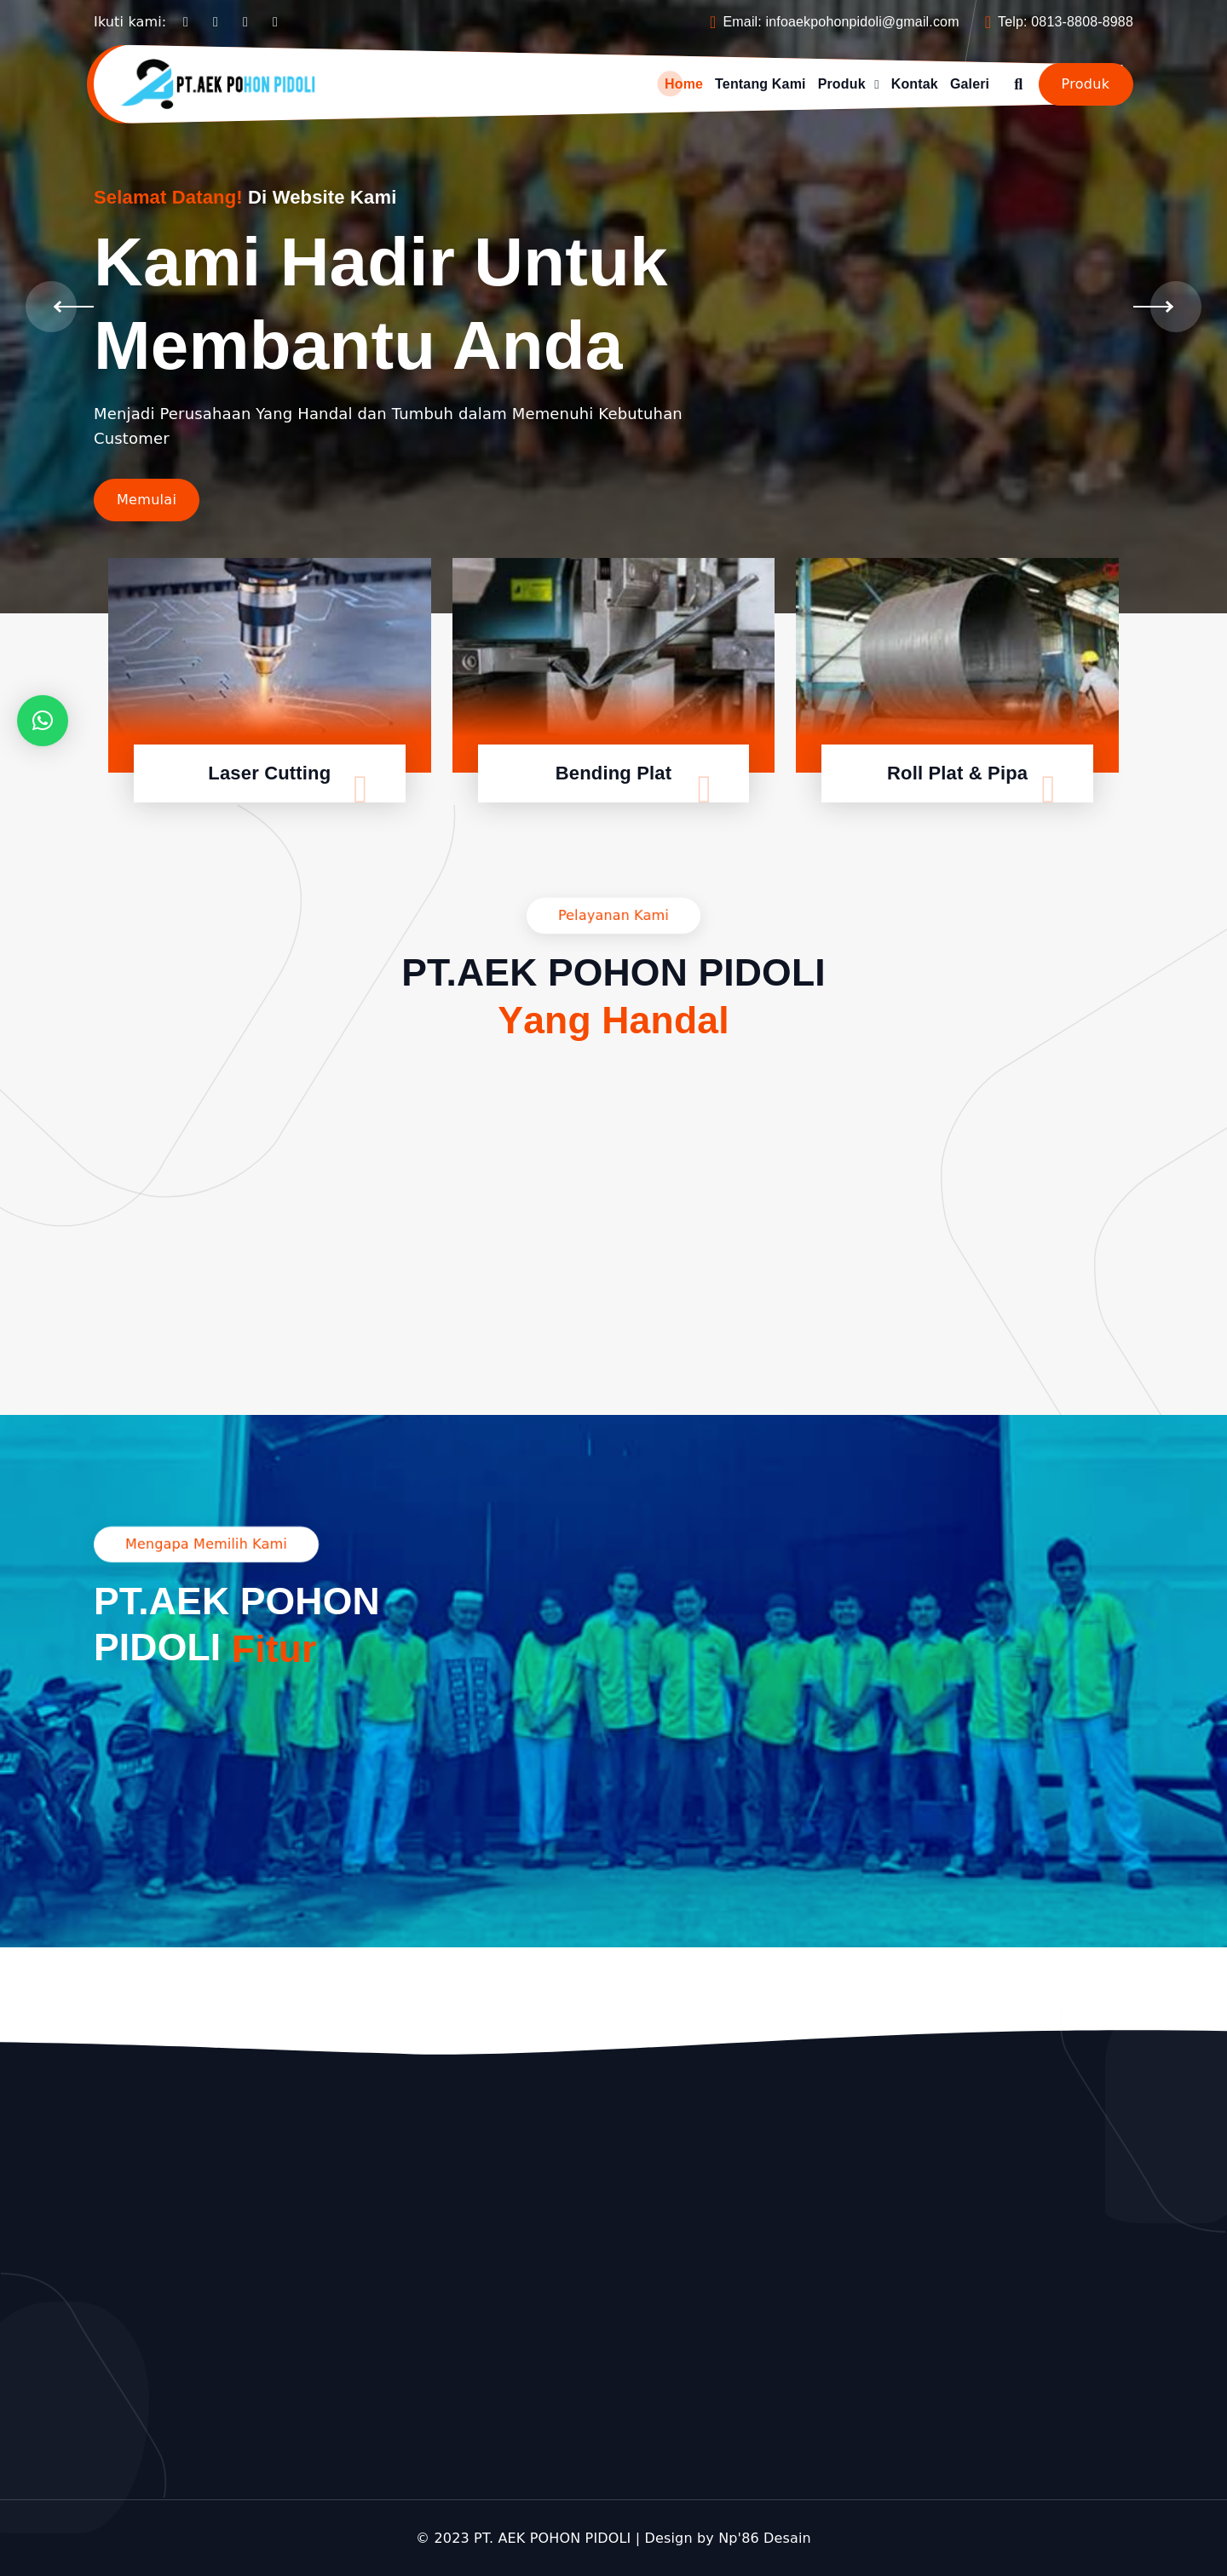 Ikuti kami:
Email: infoaekpohonpidoli@gmail.com
Telp: 0813-8808-8988
PT.AEK POHON PIDOLI
Home Tentang Kami Produk Kontak Galeri
Produk
Selamat Datang! Di Website Kami
Kami Hadir Untuk
Membantu Anda
Menjadi Perusahaan Yang Handal dan Tumbuh dalam Memenuhi Kebutuhan
Customer
Memulai
Laser Cutting
Bending Plat
Roll Plat & Pipa
Pelayanan Kami
PT.AEK POHON PIDOLI
Yang Handal
Mengapa Memilih Kami
PT.AEK POHON
PIDOLI Fitur
© 2023 PT. AEK POHON PIDOLI | Design by Np'86 Desain